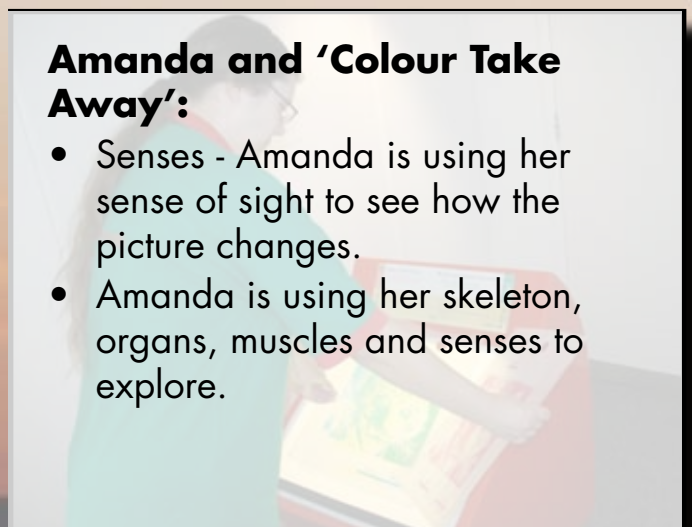 Amanda and ‘Colour Take
Away’:
• Senses - Amanda is using her
sense of sight to see how the
picture changes.
• Amanda is using her skeleton,
organs, muscles and senses to
explore.